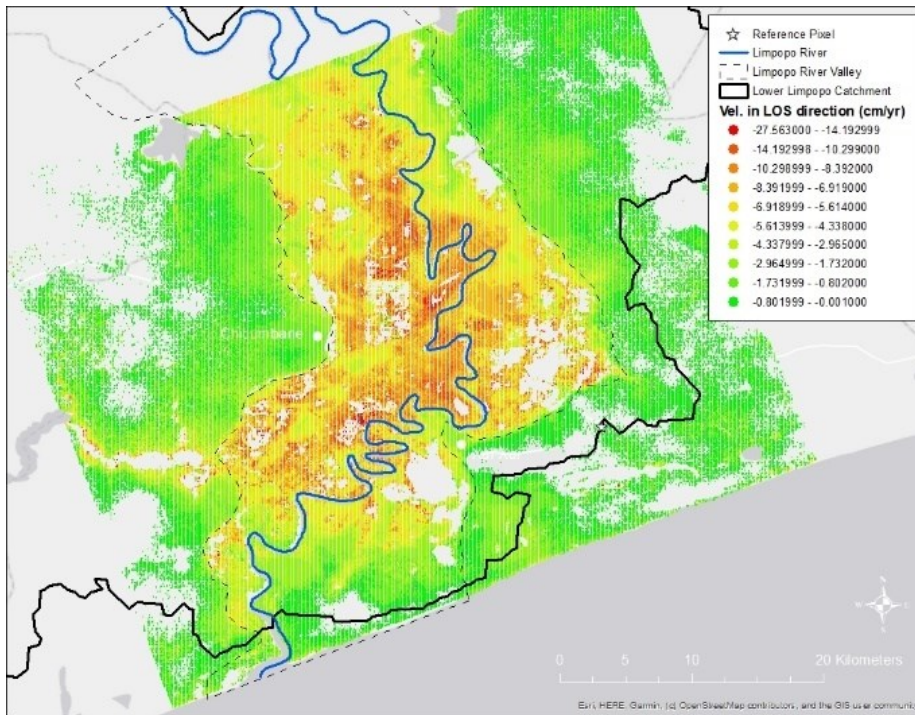 Reference Pixel
Limpopo River
Limpopo River Valley
Lower Limpopo Catchment
Vel. in LOS direction (cm/yr)
-27.563000 - -14.192999
-14.192998 - -10.299000
-10.298999 - -8.392000
-8.391999 - -6.919000
-6.918999 - -5.614000
-5.613999 - -4.338000
-4.337999 - -2.965000
-2.964999 - -1.732000
-1.731999 - -0.802000
-0.801999 - -0.001000
0 5 10 20 Kilometers
Esri, HERE, Garmin, (c) OpenStreetMap contributors, and the GIS user communi